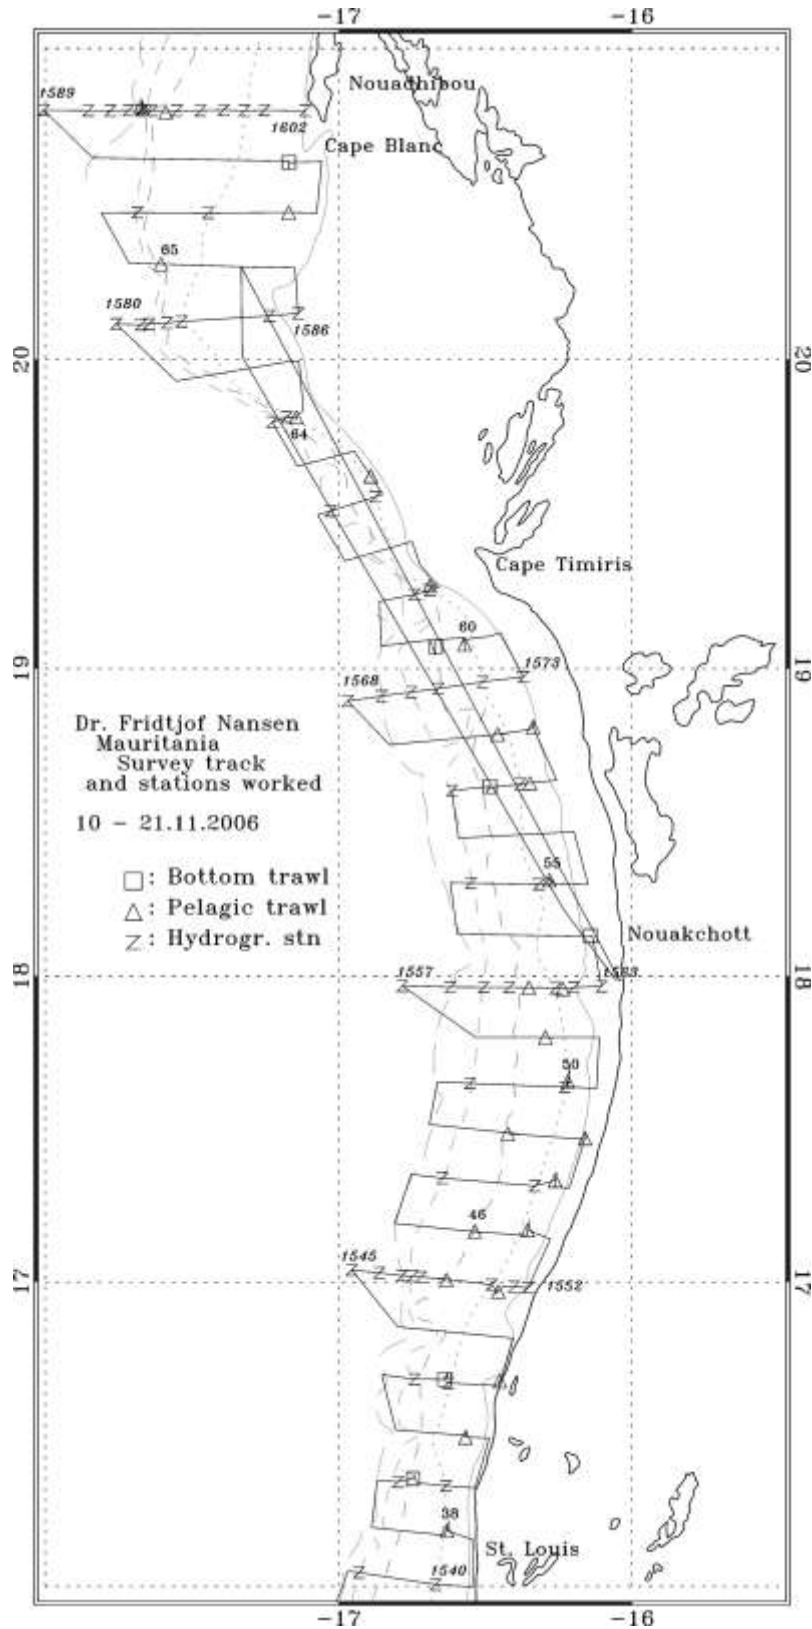 -17 -16
1589
Nouadhibou
1602
Cape Blanc
65
1580
1586
20 20
64
Cape Timiris
60
1573
19 19
1568
Dr. Fridtjof Nansen
Mauritania
Survey track
and stations worked
10 - 21.11.2006
55
: Bottom trawl
: Pelagic trawl
: Hydrogr. stn
Nouakchott
18 18
1557 1563
50
46
1545
17 17
1552
38
St. Louis
1540
-17 -16